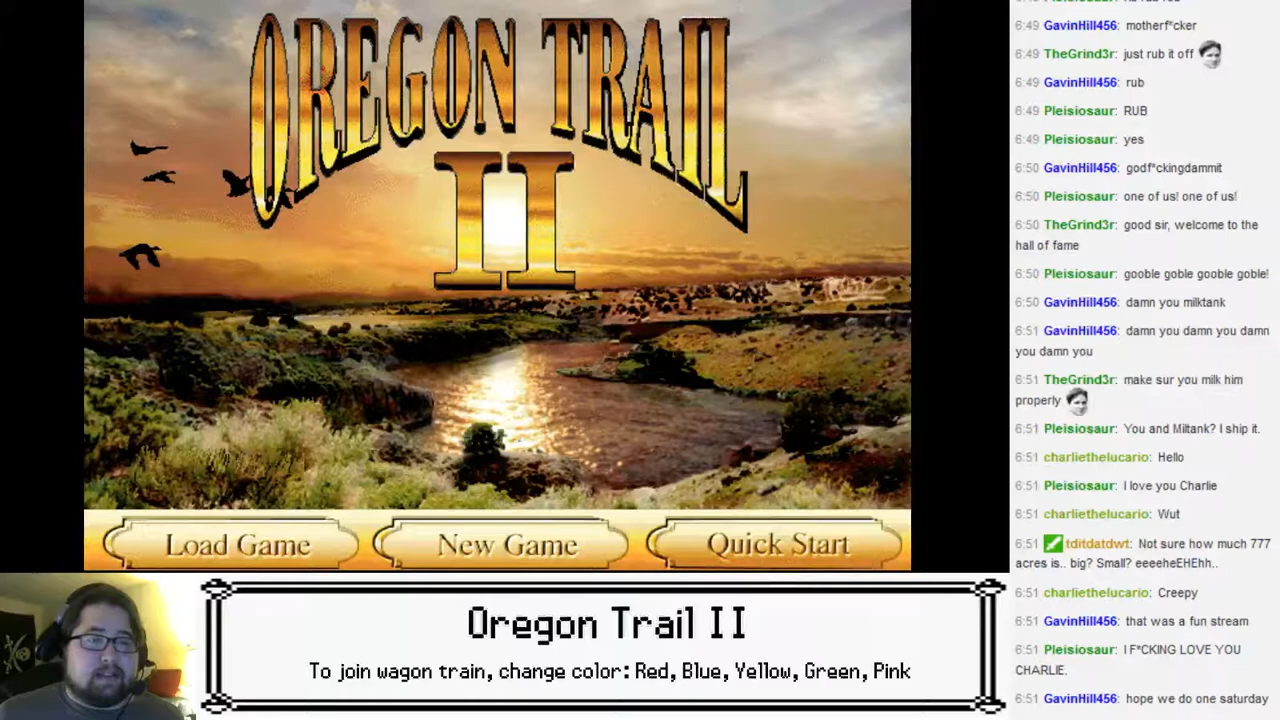 OREGON TRAIL
II
Load Game
New Game
Quick Start
Oregon Trail II
To join wagon train, change color: Red, Blue, Yellow, Green, Pink
6:49 GavinHill456: motherf*cker
6:49 TheGrind3r: just rub it off
6:49 GavinHill456: rub
6:49 Pleisiosaur: RUB
6:49 Pleisiosaur: yes
6:50 GavinHill456: godf*ckingdammit
6:50 Pleisiosaur: one of us! one of us!
6:50 TheGrind3r: good sir, welcome to the
hall of fame
6:50 Pleisiosaur: gooble goble gooble goble!
6:50 GavinHill456: damn you milktank
6:51 GavinHill456: damn you damn you damn
you damn you
6:51 TheGrind3r: make sur you milk him
properly
6:51 Pleisiosaur: You and Miltank? I ship it.
6:51 charliethelucario: Hello
6:51 Pleisiosaur: I love you Charlie
6:51 charliethelucario: Wut
6:51 tditdatdwt: Not sure how much 777
acres is.. big? Small? eeeeheEHEhh..
6:51 charliethelucario: Creepy
6:51 GavinHill456: that was a fun stream
6:51 Pleisiosaur: I F*CKING LOVE YOU
CHARLIE.
6:51 GavinHill456: hope we do one saturday